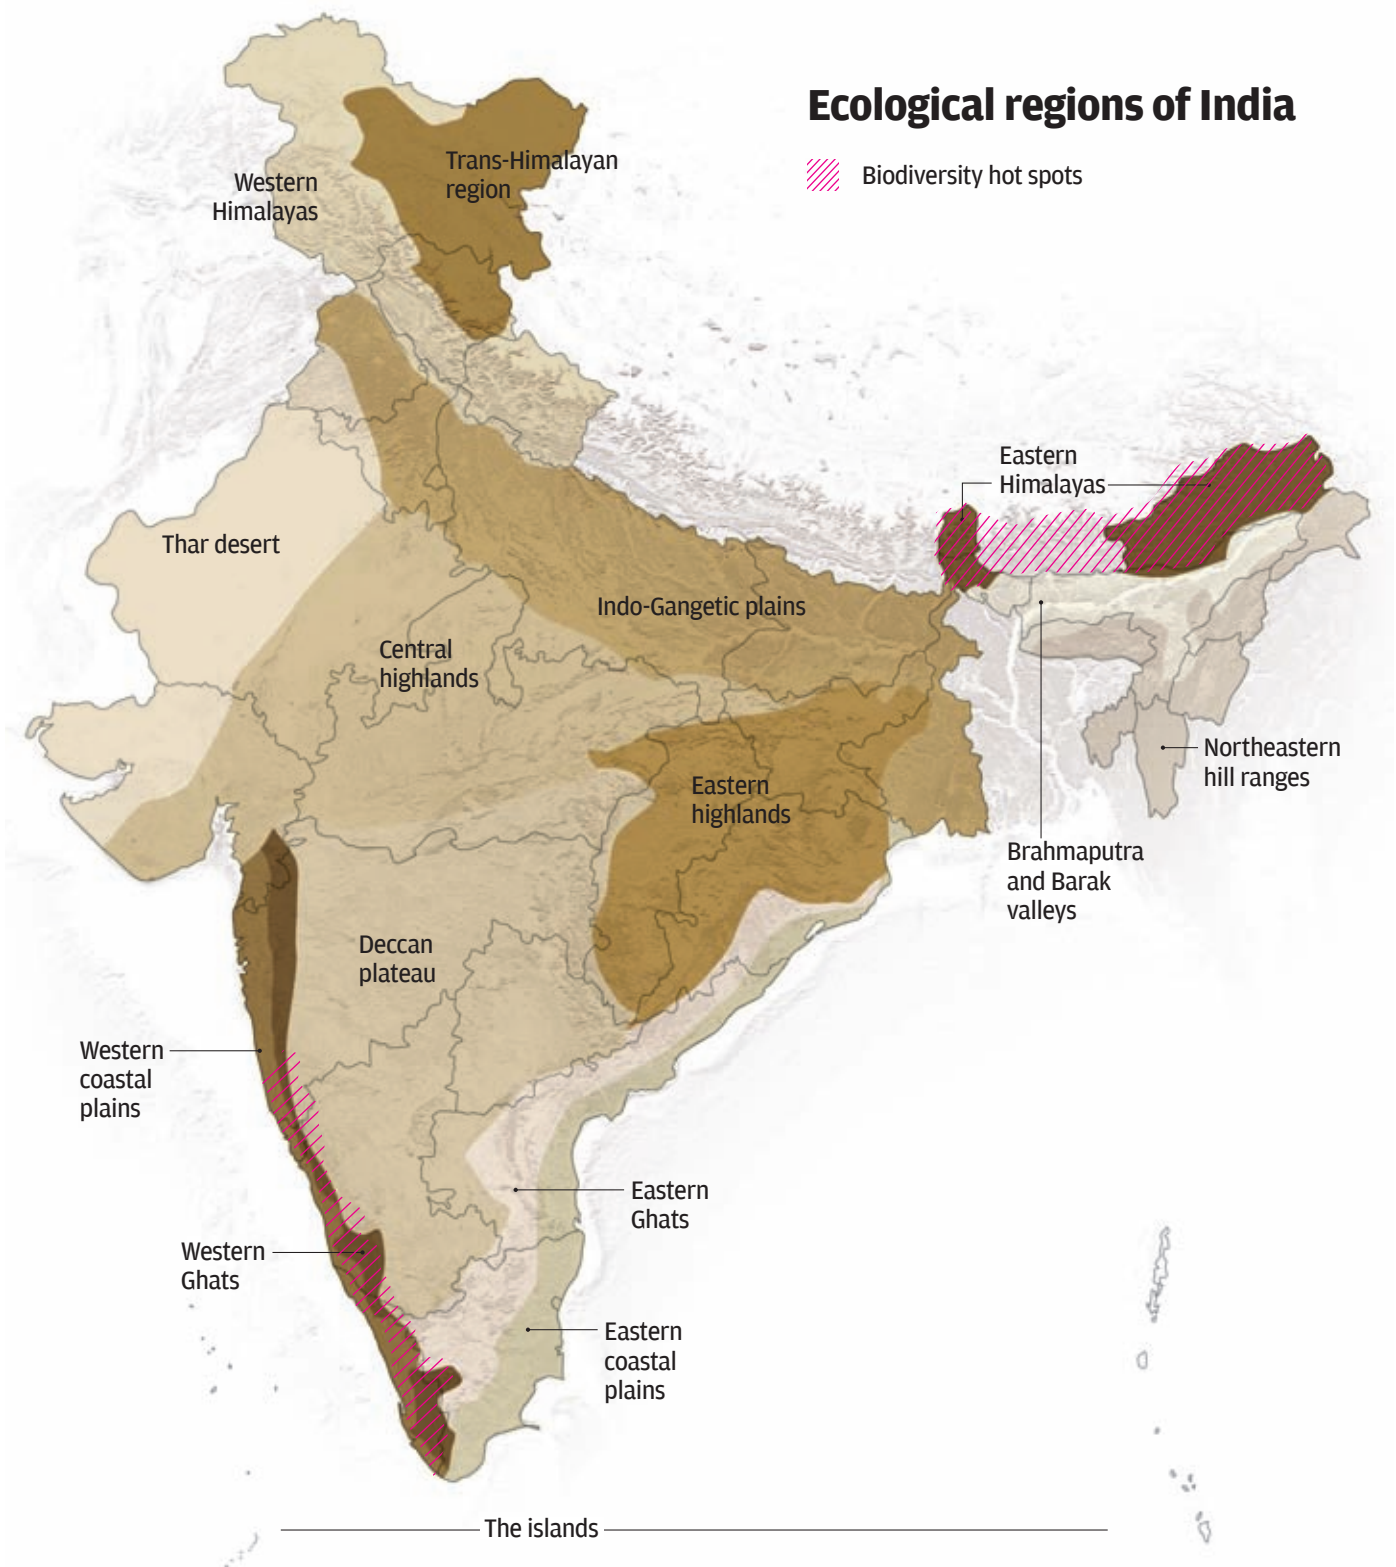 Ecological regions of India
Biodiversity hot spots
Trans-Himalayan
region
Western
Himalayas
Eastern
Himalayas
Thar desert
Indo-Gangetic plains
Central
highlands
Northeastern
hill ranges
Eastern
highlands
Brahmaputra
and Barak
valleys
Deccan
plateau
Western
coastal
plains
Eastern
Ghats
Western
Ghats
Eastern
coastal
plains
The islands